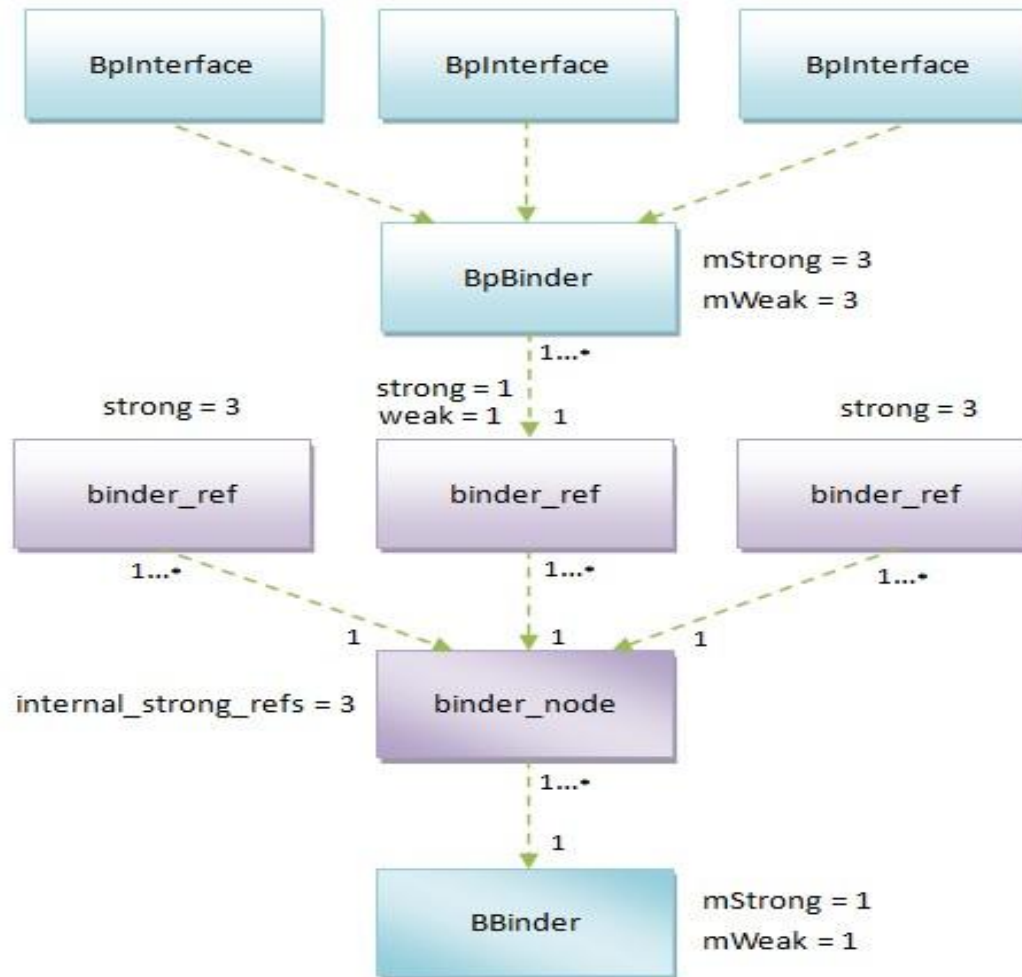 BpInterface
BpInterface
BpInterface
BpBinder
mStrong = 3
mWeak = 3
1...•
strong = 1
weak = 1
1
strong = 3
strong = 3
binder_ref
binder_ref
binder_ref
1...•
1...•
1...•
1
1
1
internal_strong_refs = 3
binder_node
1...•
1
BBinder
mStrong = 1
mWeak = 1